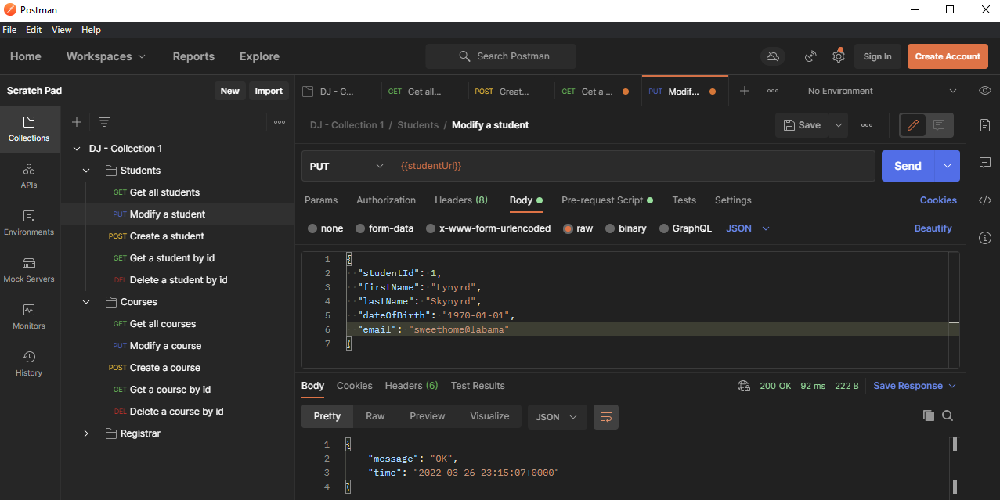 Postman
File Edit View Help
Home Workspaces Reports Explore Search Postman Sign In Create Account
Scratch Pad New Import
DJ - C... GET Get all... POST Creat... GET Get a ... PUT Modif... No Environment
Collections
APIs
Environments
Mock Servers
Monitors
History
DJ - Collection 1
Students
GET Get all students
PUT Modify a student
POST Create a student
GET Get a student by id
DEL Delete a student by id
Courses
GET Get all courses
PUT Modify a course
POST Create a course
GET Get a course by id
DEL Delete a course by id
Registrar
DJ - Collection 1 / Students / Modify a student Save
PUT {{studentUrl}} Send
Params Authorization Headers (8) Body Pre-request Script Tests Settings Cookies
none form-data x-www-form-urlencoded raw binary GraphQL JSON Beautify
1 {
2 "studentId": 1,
3 "firstName": "Lynyrd",
4 "lastName": "Skynyrd",
5 "dateOfBirth": "1970-01-01",
6 "email": "sweethome@labama"
7 }
Body Cookies Headers (6) Test Results 200 OK 92 ms 222 B Save Response
Pretty Raw Preview Visualize JSON
1 {
2 "message": "OK",
3 "time": "2022-03-26 23:15:07+0000"
4 }